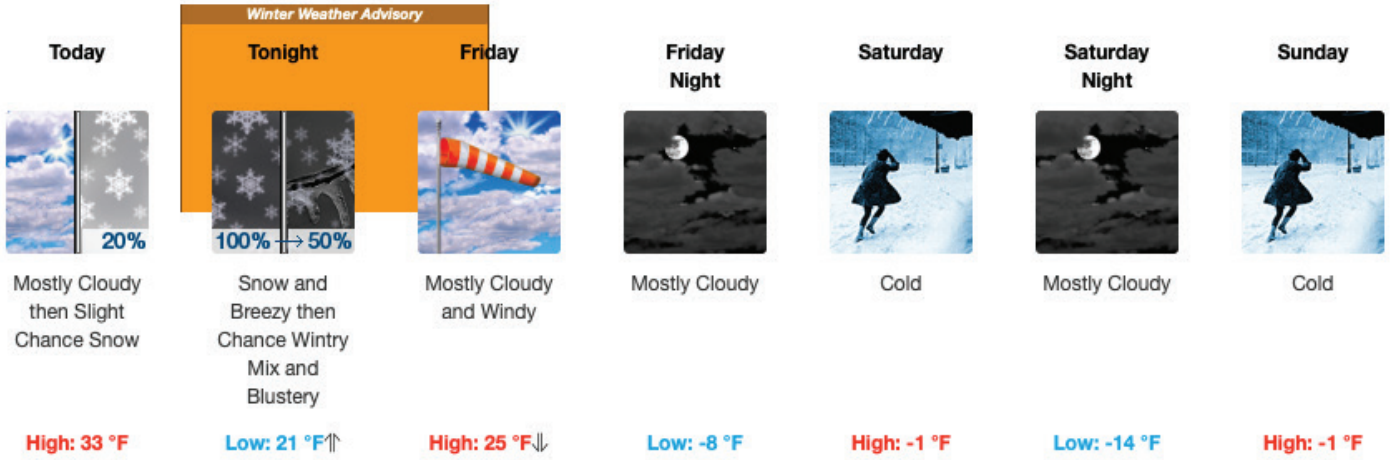 Winter Weather Advisory
Today
Tonight
Friday
Friday
Night
Saturday
Saturday
Night
Sunday
20%
100% → 50%
Mostly Cloudy
then Slight
Chance Snow
Snow and
Breezy then
Chance Wintry
Mix and
Blustery
Mostly Cloudy
and Windy
Mostly Cloudy
Cold
Mostly Cloudy
Cold
High: 33 °F
Low: 21 °F⇑
High: 25 °F⇓
Low: -8 °F
High: -1 °F
Low: -14 °F
High: -1 °F